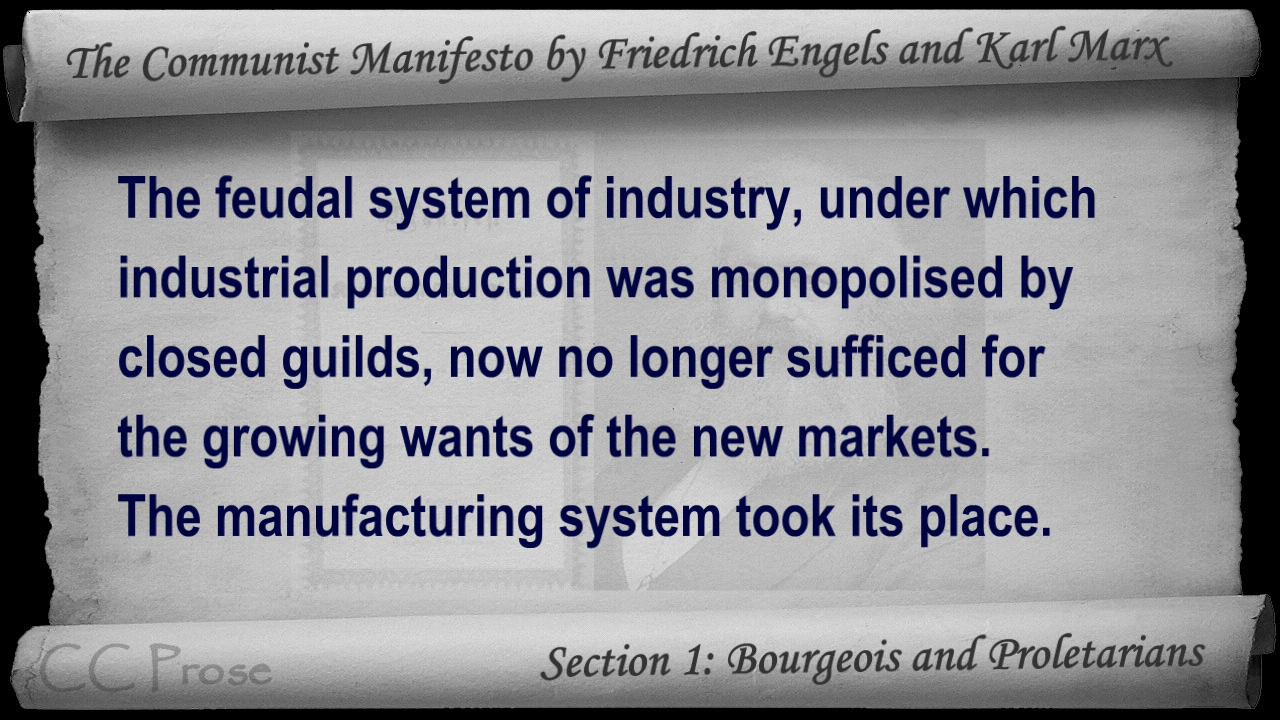 The Communist Manifesto by Friedrich Engels and Karl Marx
The feudal system of industry, under which
industrial production was monopolised by
closed guilds, now no longer sufficed for
the growing wants of the new markets.
The manufacturing system took its place.
CC Prose
Section 1: Bourgeois and Proletarians